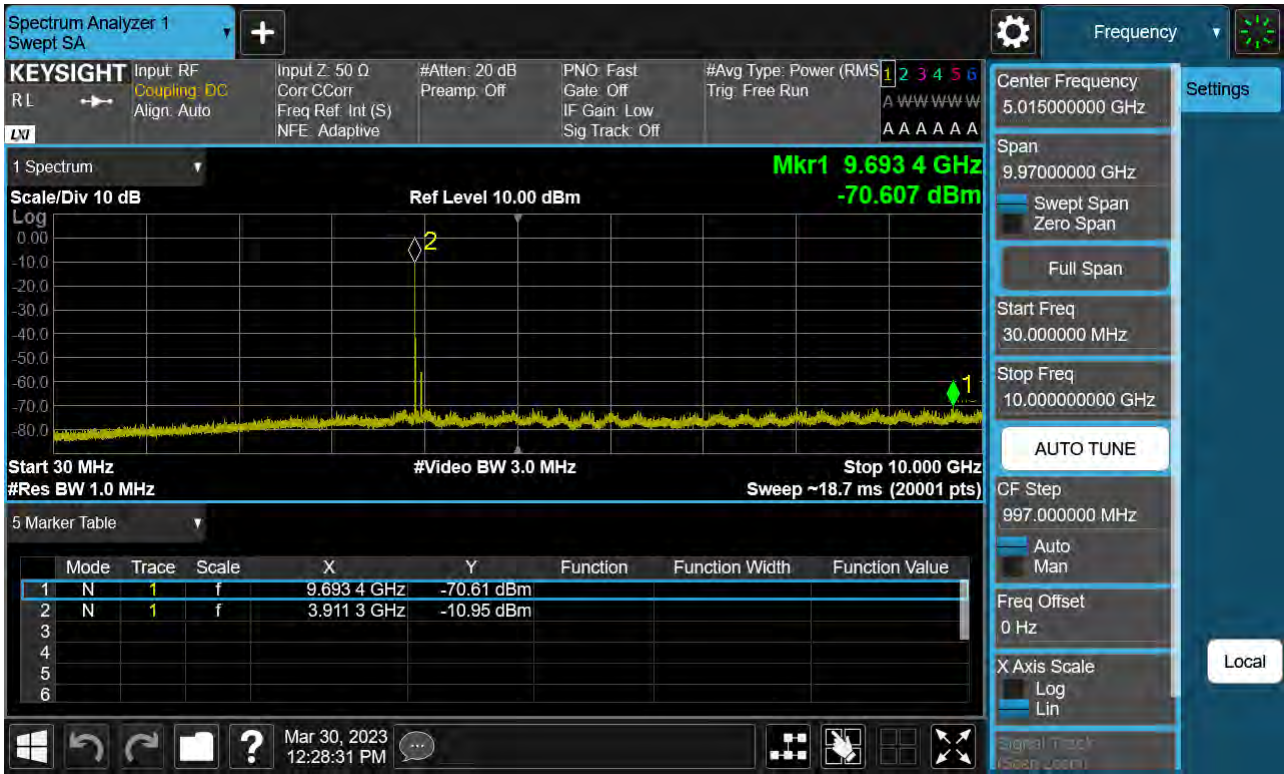 Spectrum Analyzer 1
Swept SA
+
Frequency
KEYSIGHT
RL
LXI
Input: RF
Coupling: DC
Align: Auto
Input Z: 50 Ω
Corr CCorr
Freq Ref: Int (S)
NFE: Adaptive
#Atten: 20 dB
Preamp: Off
PNO: Fast
Gate: Off
IF Gain: Low
Sig Track: Off
#Avg Type: Power (RMS
Trig: Free Run
1 2 3 4 5 6
A W W W W W
A A A A A A
1 Spectrum
Scale/Div 10 dB
Ref Level 10.00 dBm
Mkr1 9.693 4 GHz
-70.607 dBm
Log
0.00
-10.0
-20.0
-30.0
-40.0
-50.0
-60.0
-70.0
-80.0
2
1
Start 30 MHz
#Video BW 3.0 MHz
Stop 10.000 GHz
#Res BW 1.0 MHz
Sweep ~18.7 ms (20001 pts)
5 Marker Table
Mode Trace Scale X Y Function Function Width Function Value
1 N 1 f 9.693 4 GHz -70.61 dBm
2 N 1 f 3.911 3 GHz -10.95 dBm
3
4
5
6
Center Frequency
5.015000000 GHz
Settings
Span
9.97000000 GHz
Swept Span
Zero Span
Full Span
Start Freq
30.000000 MHz
Stop Freq
10.000000000 GHz
AUTO TUNE
CF Step
997.000000 MHz
Auto
Man
Freq Offset
0 Hz
X Axis Scale
Log
Lin
Local
Signal Track
(Span Zoom)
?
Mar 30, 2023
12:28:31 PM